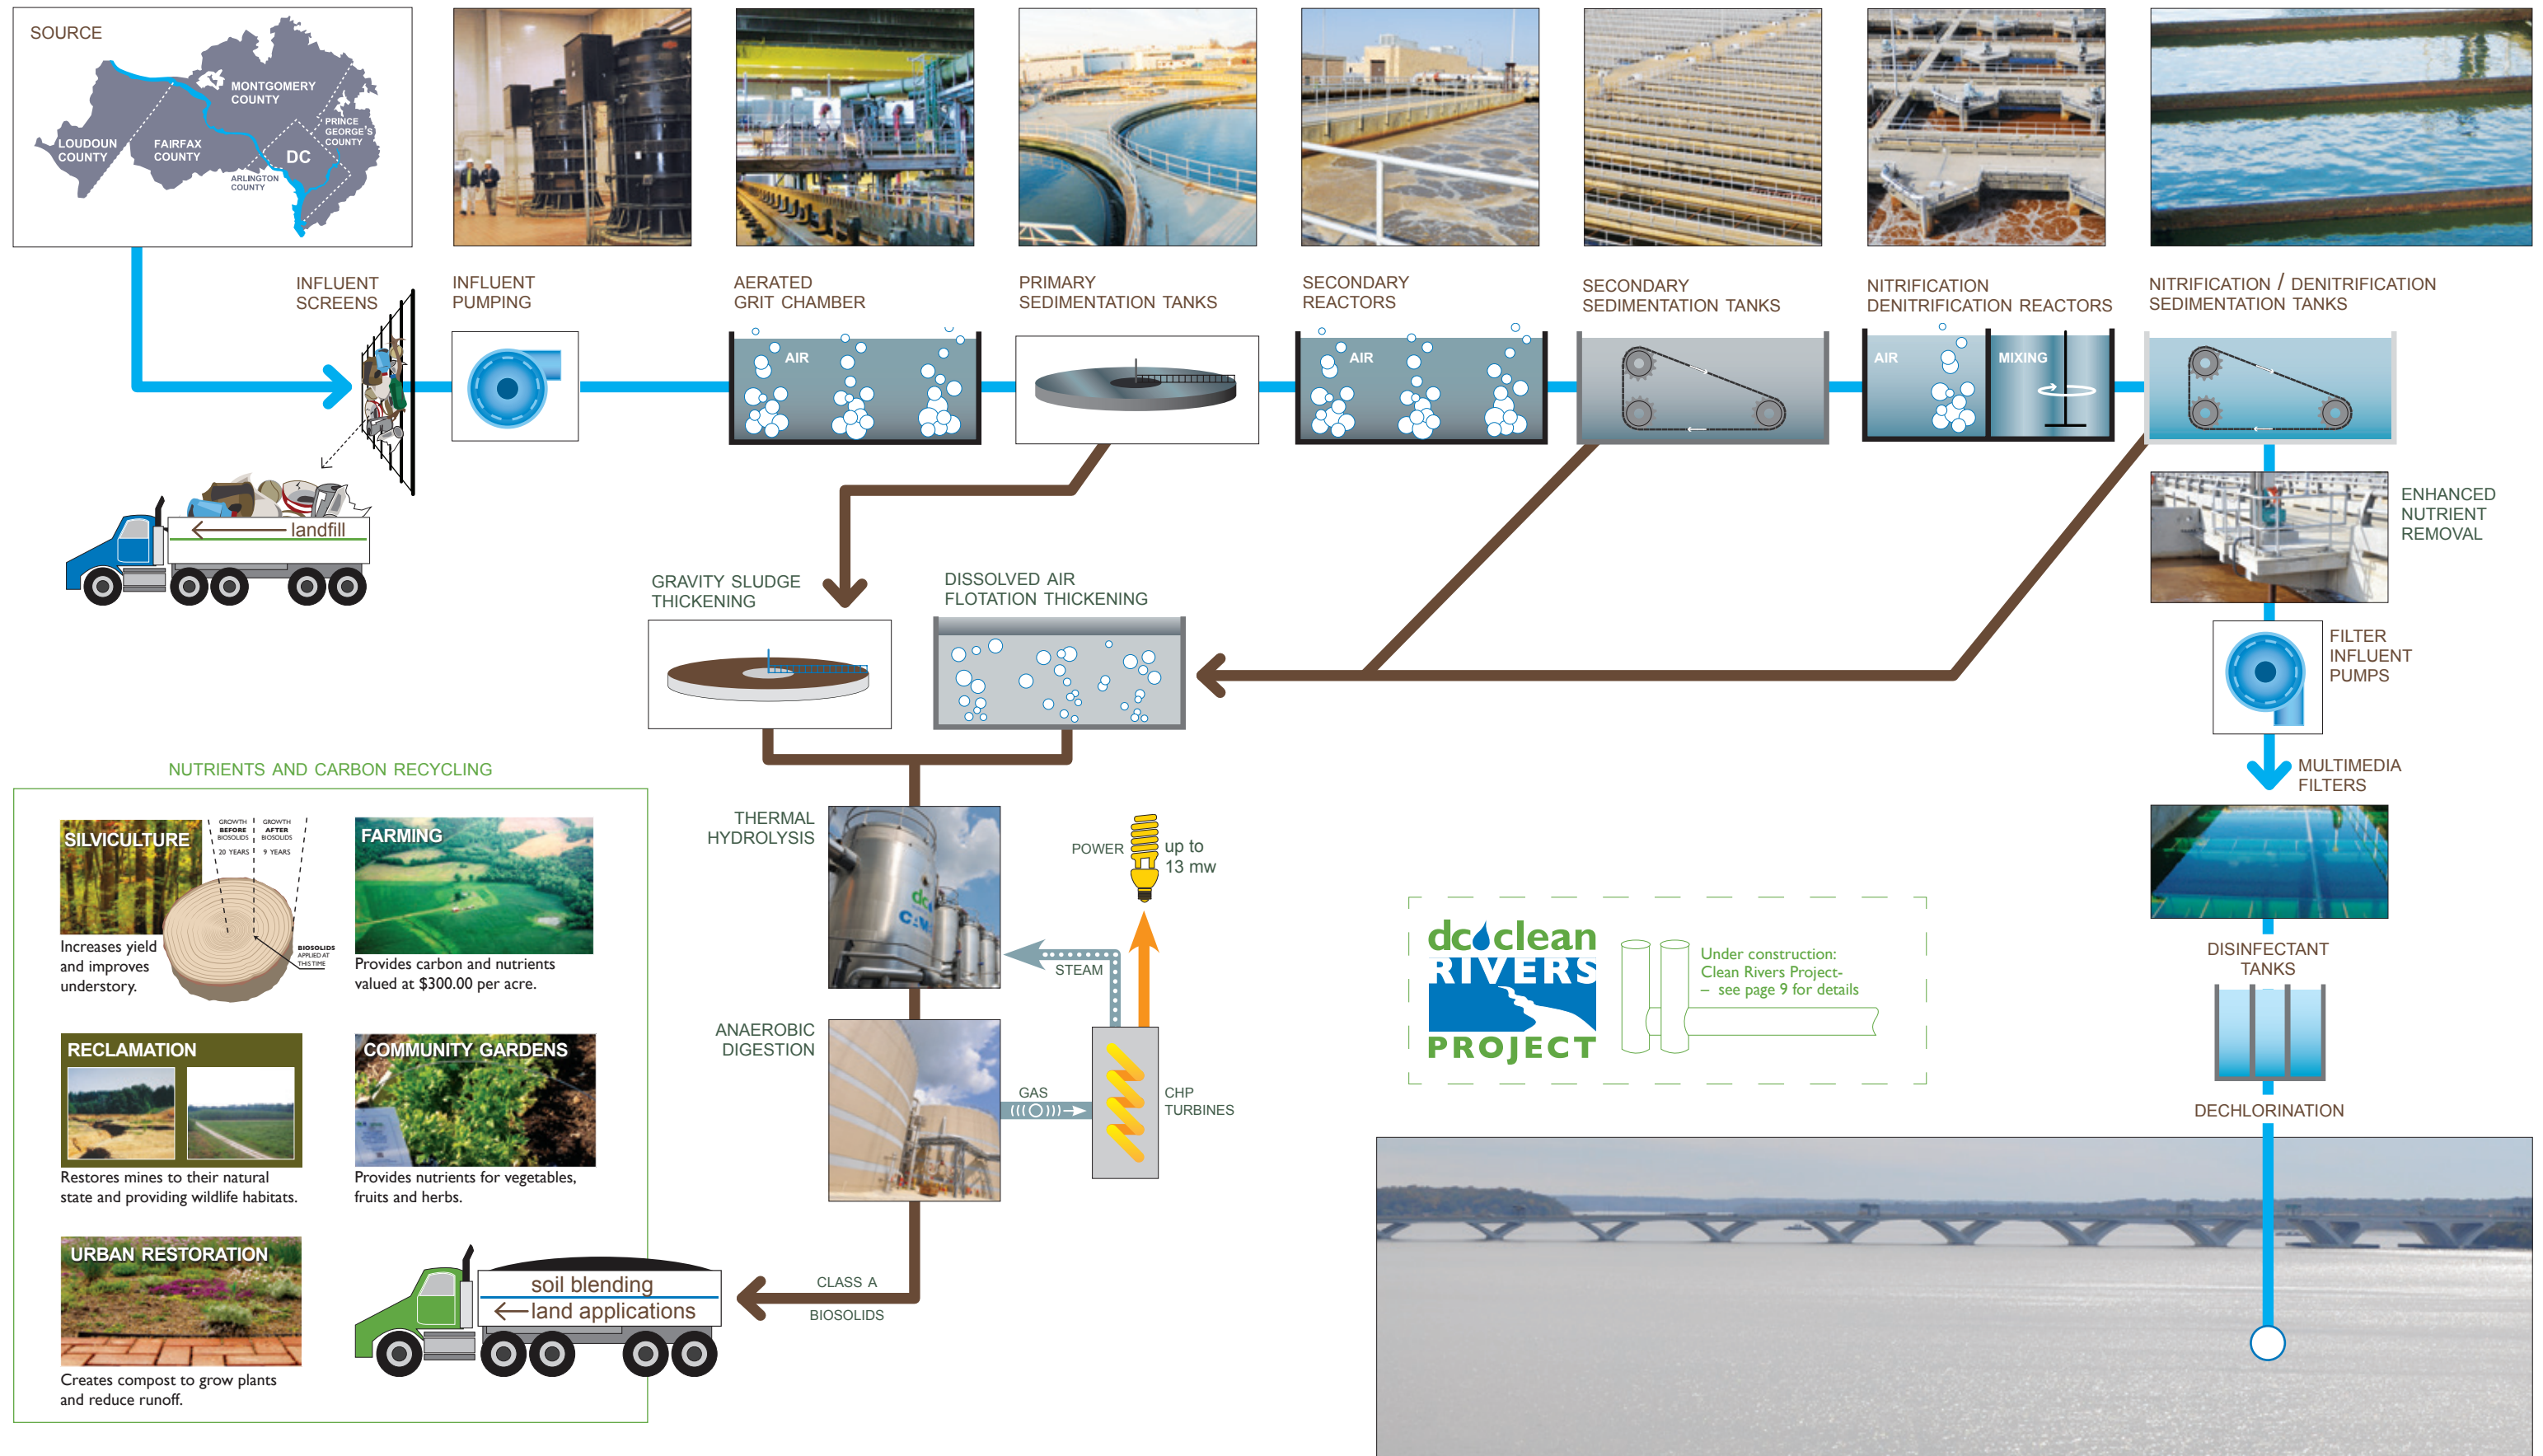 SOURCE
MONTGOMERY
COUNTY
PRINCE
GEORGE'S
COUNTY
LOUDOUN
COUNTY
FAIRFAX
COUNTY
DC
ARLINGTON
COUNTY
INFLUENT
SCREENS
INFLUENT
PUMPING
AERATED
GRIT CHAMBER
PRIMARY
SEDIMENTATION TANKS
SECONDARY
REACTORS
SECONDARY
SEDIMENTATION TANKS
NITRIFICATION
DENITRIFICATION REACTORS
NITRIFICATION / DENITRIFICATION
SEDIMENTATION TANKS
AIR
AIR
AIR
MIXING
landfill
ENHANCED
NUTRIENT
REMOVAL
GRAVITY SLUDGE
THICKENING
DISSOLVED AIR
FLOTATION THICKENING
FILTER
INFLUENT
PUMPS
MULTIMEDIA
FILTERS
NUTRIENTS AND CARBON RECYCLING
SILVICULTURE
GROWTH
BEFORE
BIOSOLIDS
20 YEARS
GROWTH
AFTER
BIOSOLIDS
9 YEARS
BIOSOLIDS
APPLIED AT
THIS TIME
Increases yield
and improves
understory.
FARMING
Provides carbon and nutrients
valued at $300.00 per acre.
RECLAMATION
Restores mines to their natural
state and providing wildlife habitats.
COMMUNITY GARDENS
Provides nutrients for vegetables,
fruits and herbs.
URBAN RESTORATION
Creates compost to grow plants
and reduce runoff.
soil blending
land applications
THERMAL
HYDROLYSIS
dc
POWER
up to
13 mw
STEAM
ANAEROBIC
DIGESTION
GAS
CHP
TURBINES
CLASS A
BIOSOLIDS
dc clean
RIVERS
PROJECT
Under construction:
Clean Rivers Project-
– see page 9 for details
DISINFECTANT
TANKS
DECHLORINATION